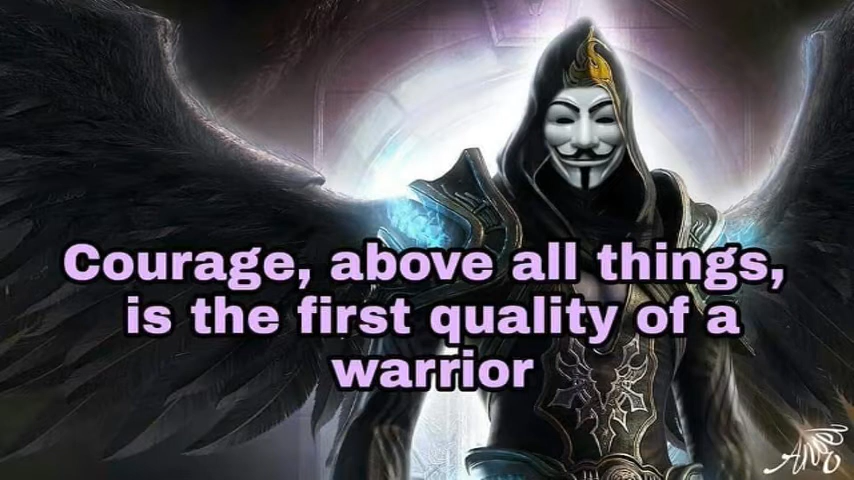 Courage, above all things,
is the first quality of a
warrior